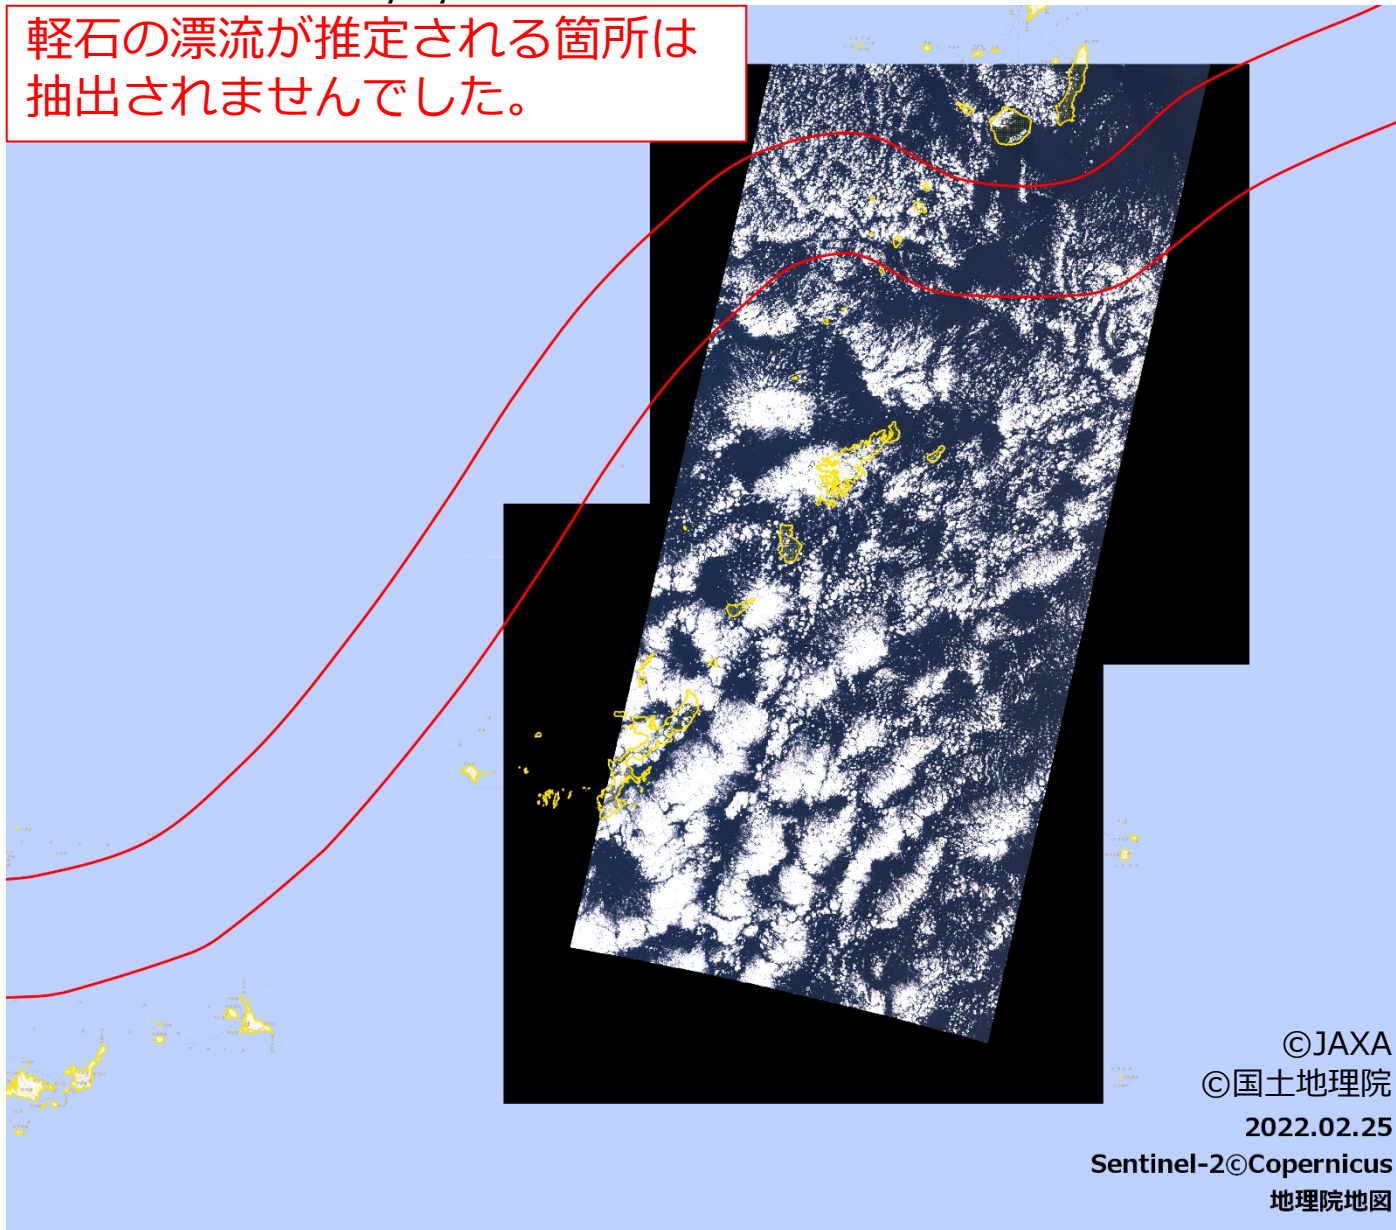 軽石の漂流が推定される箇所は
抽出されませんでした。
©JAXA
©国土地理院
2022.02.25
Sentinel-2©Copernicus
地理院地図